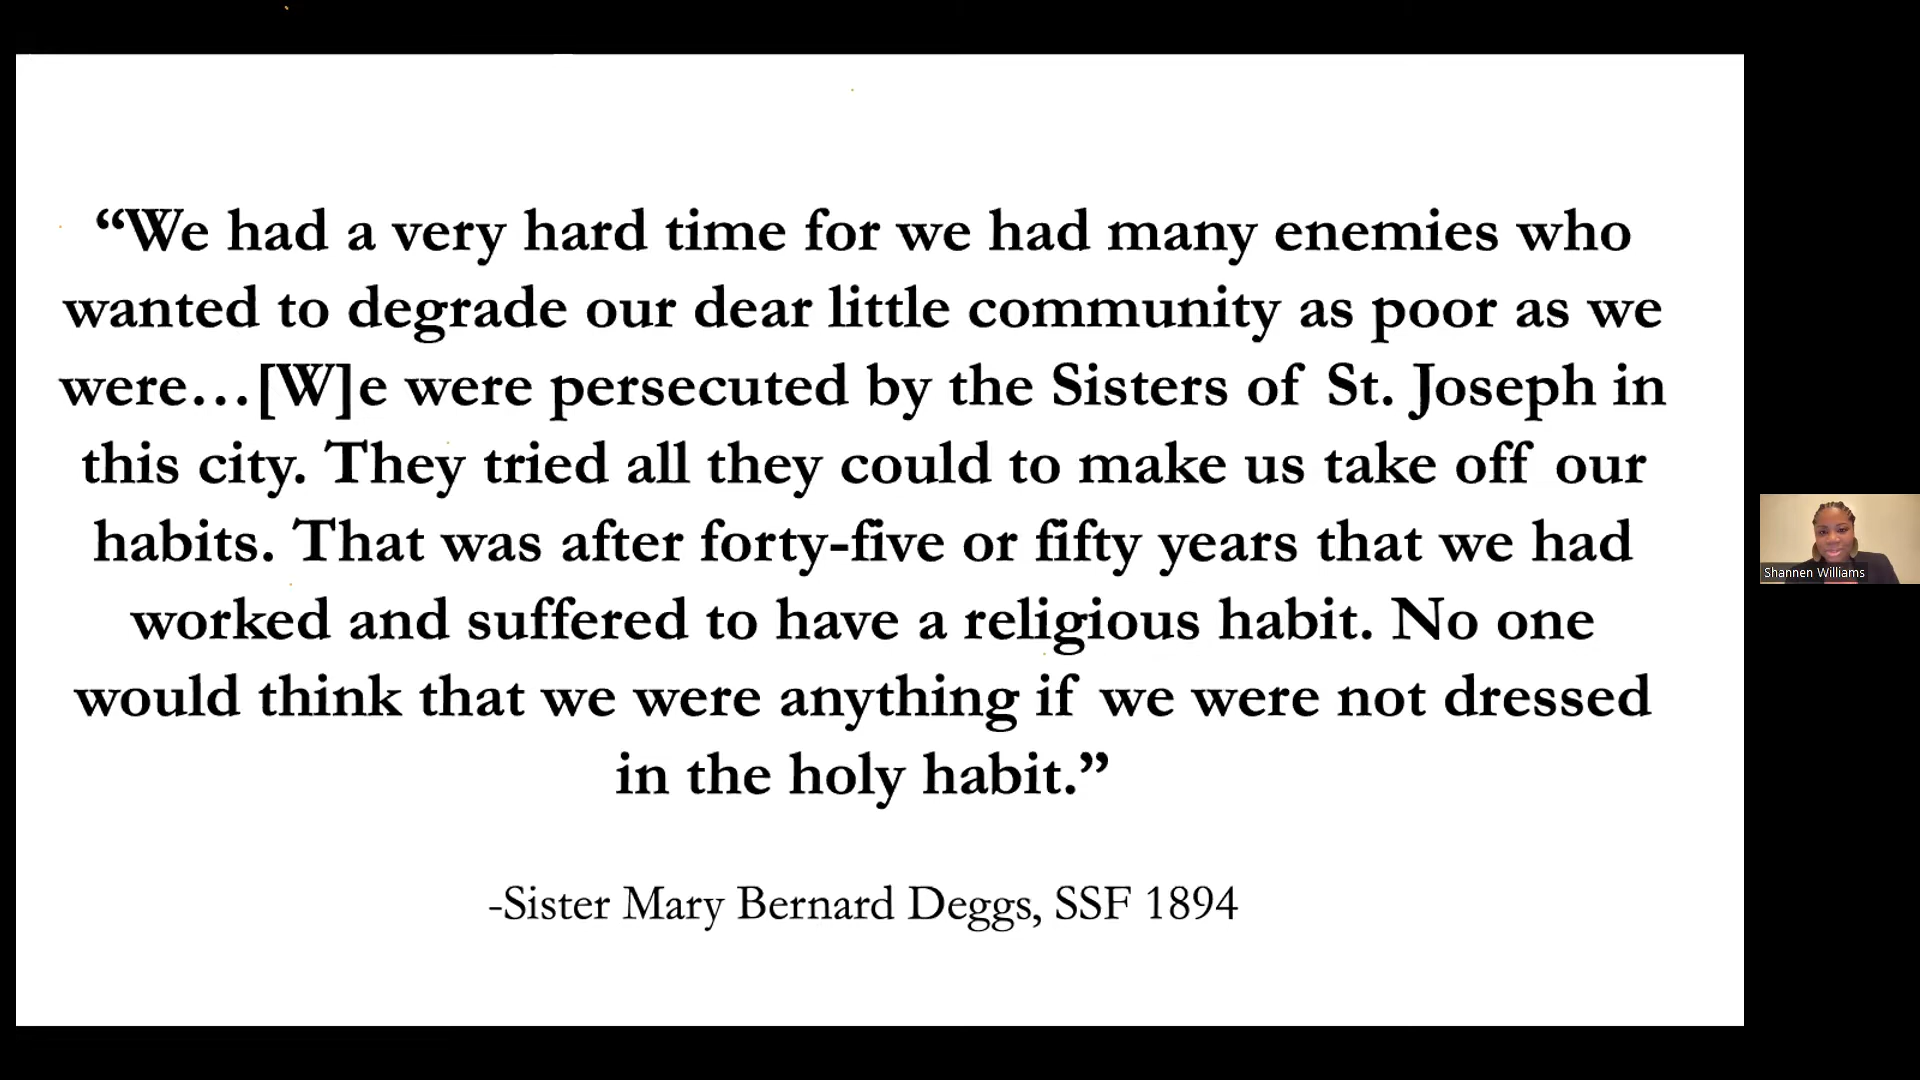 “We had a very hard time for we had many enemies who
wanted to degrade our dear little community as poor as we
were…[W]e were persecuted by the Sisters of St. Joseph in
this city. They tried all they could to make us take off our
habits. That was after forty-five or fifty years that we had
worked and suffered to have a religious habit. No one
would think that we were anything if we were not dressed
in the holy habit.”
-Sister Mary Bernard Deggs, SSF 1894
Shannen Williams